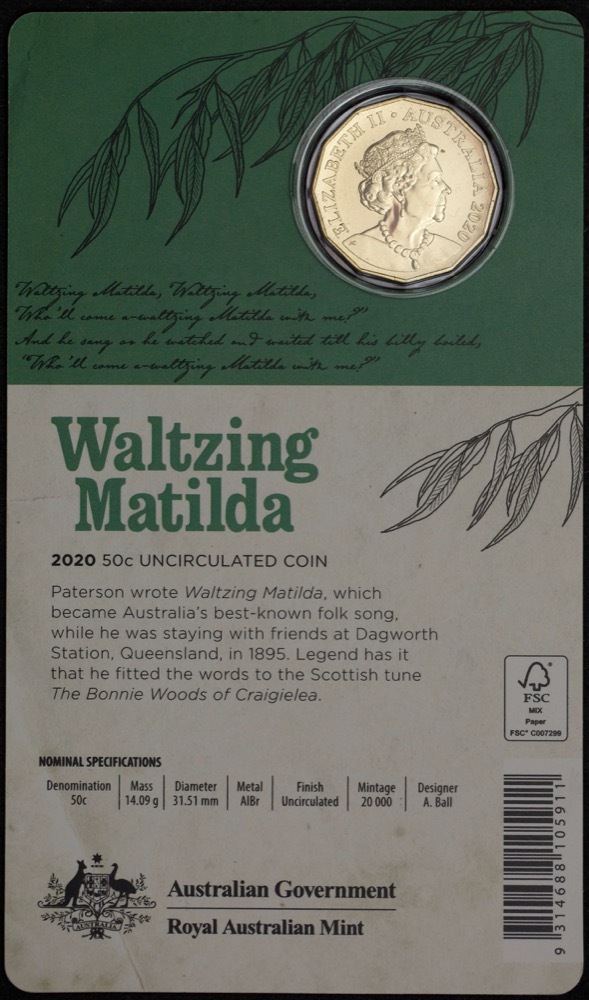 ELIZABETH II • AUSTRALIA 2020
Waltzing Matilda, Waltzing Matilda,
Who'll come a-waltzing Matilda with me?"
And he sang as he watched and waited till his billy boiled,
"Who'll come a-waltzing Matilda with me?"
Waltzing
Matilda
2020 50c UNCIRCULATED COIN
Paterson wrote Waltzing Matilda, which
became Australia's best-known folk song,
while he was staying with friends at Dagworth
Station, Queensland, in 1895. Legend has it
that he fitted the words to the Scottish tune
The Bonnie Woods of Craigielea.
FSC
MIX
Paper
FSC® C007299
NOMINAL SPECIFICATIONS
Denomination Mass Diameter Metal Finish Mintage Designer
50c 14.09 g 31.51 mm AlBr Uncirculated 20 000 A. Ball
AUSTRALIA
Australian Government
Royal Australian Mint
9 314688 105911